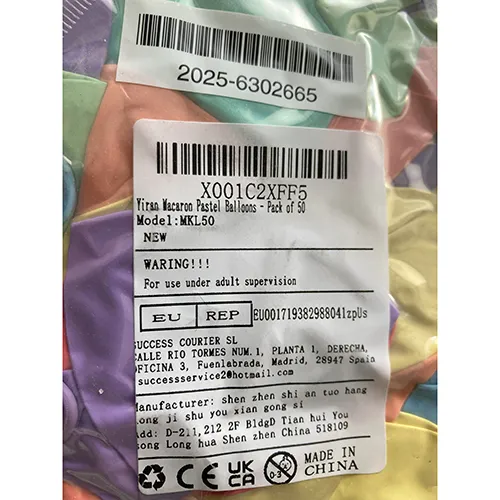 2025-6302665
X001C2XFF5
Yiran Macaron Pastel Balloons - Pack of 50
Model:MKL50
NEW
WARING!!!
For use under adult supervision
EU REP EU001719382988041zpUs
SUCCESS COURIER SL
CALLE RIO TORMES NUM.1, PLANTA 1, DERECHA,
OFICINA 3, Fuenlabrada, Madrid, 28947 Spain
successservice2@hotmail.com
Manufacturer: shen zhen shi an tuo hang
long ji shu you xian gong si
Add: D-211,212 2F BldgD Tian hui You
Long Long hua Shen zhen China 518109
CE UK CA 0-3 MADE IN
CHINA